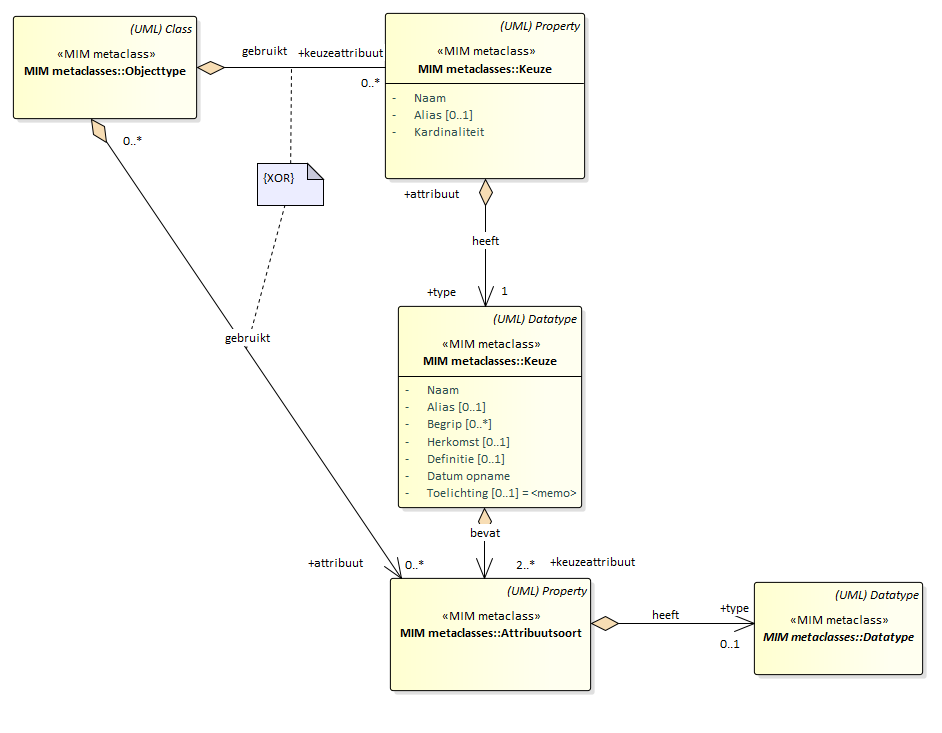 (UML) Class
«MIM metaclass»
MIM metaclasses::Objecttype
gebruikt
+keuzeattribuut
0..*
(UML) Property
«MIM metaclass»
MIM metaclasses::Keuze
- Naam
- Alias [0..1]
- Kardinaliteit
0..*
{XOR}
+attribuut
heeft
+type
1
gebruikt
(UML) Datatype
«MIM metaclass»
MIM metaclasses::Keuze
- Naam
- Alias [0..1]
- Begrip [0..*]
- Herkomst [0..1]
- Definitie [0..1]
- Datum opname
- Toelichting [0..1] = <memo>
bevat
+attribuut
0..*
2..*
+keuzeattribuut
(UML) Property
«MIM metaclass»
MIM metaclasses::Attribuutsoort
heeft
+type
0..1
(UML) Datatype
«MIM metaclass»
MIM metaclasses::Datatype